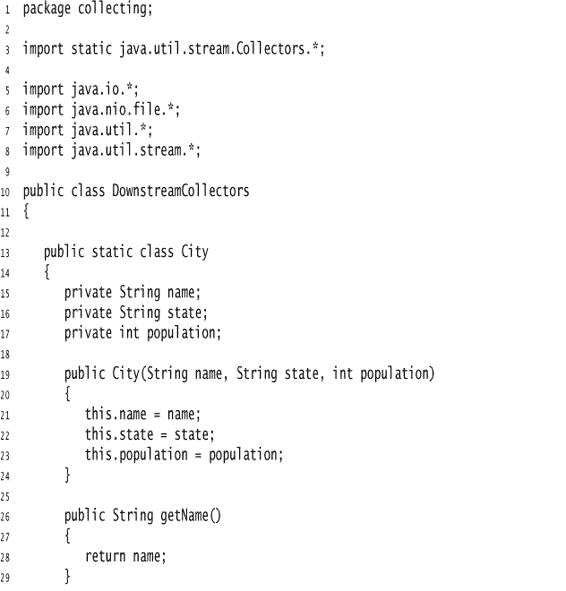 1 package collecting;
2
3 import static java.util.stream.Collectors.*;
4
5 import java.io.*;
6 import java.nio.file.*;
7 import java.util.*;
8 import java.util.stream.*;
9
10 public class DownstreamCollectors
11 {
12
13    public static class City
14    {
15       private String name;
16       private String state;
17       private int population;
18
19       public City(String name, String state, int population)
20       {
21          this.name = name;
22          this.state = state;
23          this.population = population;
24       }
25
26       public String getName()
27       {
28          return name;
29       }